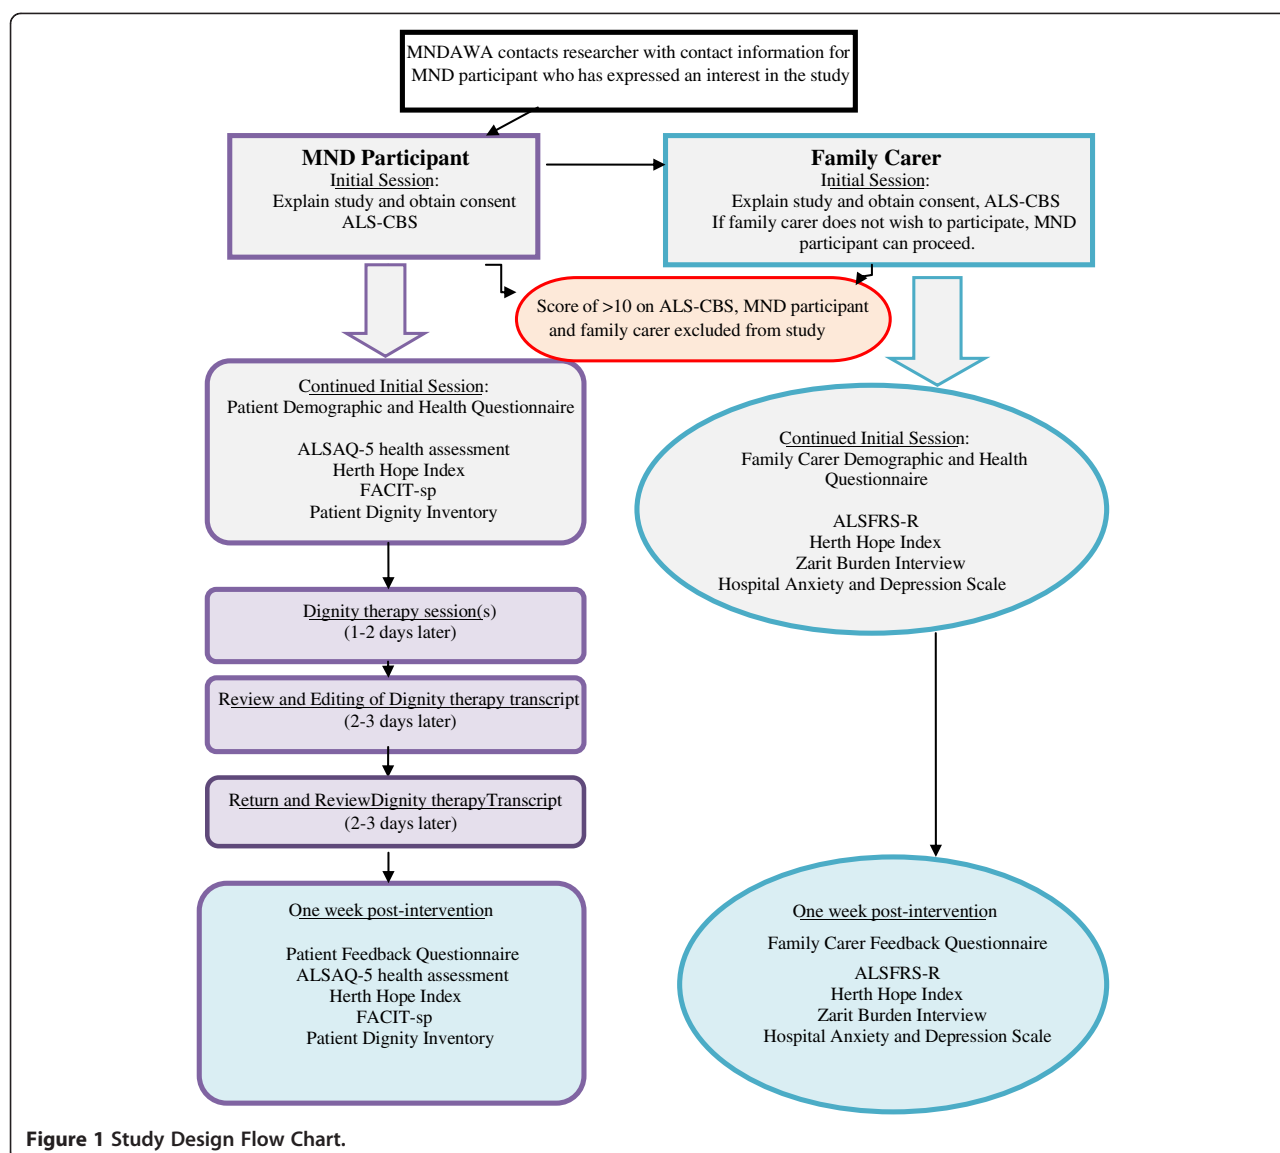 MNDAWA contacts researcher with contact information for
MND participant who has expressed an interest in the study
MND Participant
Initial Session:
Explain study and obtain consent
ALS-CBS
Family Carer
Initial Session:
Explain study and obtain consent, ALS-CBS
If family carer does not wish to participate, MND
participant can proceed.
Score of >10 on ALS-CBS, MND participant
and family carer excluded from study
Continued Initial Session:
Patient Demographic and Health Questionnaire
ALSAQ-5 health assessment
Herth Hope Index
FACIT-sp
Patient Dignity Inventory
Continued Initial Session:
Family Carer Demographic and Health
Questionnaire
ALSFRS-R
Herth Hope Index
Zarit Burden Interview
Hospital Anxiety and Depression Scale
Dignity therapy session(s)
(1-2 days later)
Review and Editing of Dignity therapy transcript
(2-3 days later)
Return and ReviewDignity therapyTranscript
(2-3 days later)
One week post-intervention
Patient Feedback Questionnaire
ALSAQ-5 health assessment
Herth Hope Index
FACIT-sp
Patient Dignity Inventory
One week post-intervention
Family Carer Feedback Questionnaire
ALSFRS-R
Herth Hope Index
Zarit Burden Interview
Hospital Anxiety and Depression Scale
Figure 1 Study Design Flow Chart.